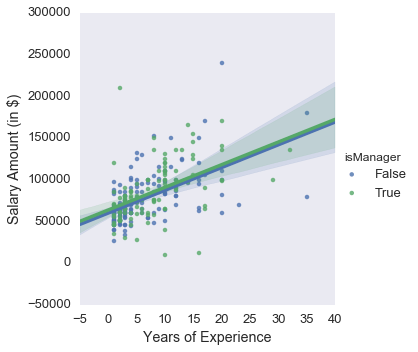 300000
250000
200000
150000
100000
50000
0
−50000
Salary Amount (in $)
−5 0 5 10 15 20 25 30 35 40
Years of Experience
isManager
False
True